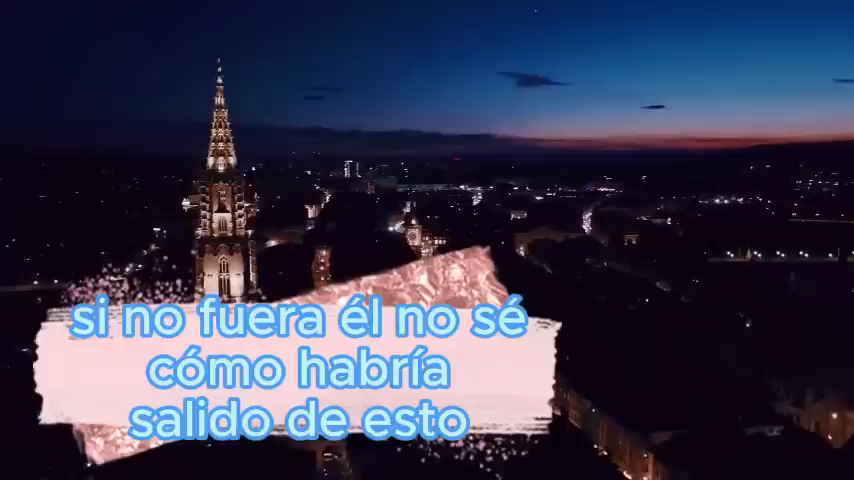 si no fuera él no sé
cómo habría
salido de esto